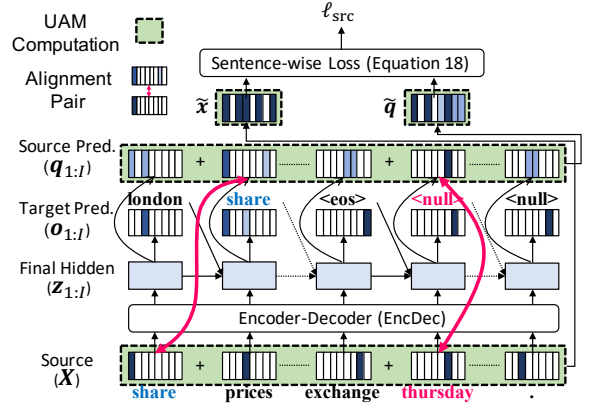 UAM
Computation
Alignment
Pair
ℓsrc
Sentence-wise Loss (Equation 18)
x̃
q̃
Source Pred.
(q1:I)
+ + 
london share <eos> <null> <null>
Target Pred.
(o1:I)
Final Hidden
(z1:I)
Encoder-Decoder (EncDec)
Source
(X)
+ +
share prices exchange thursday .